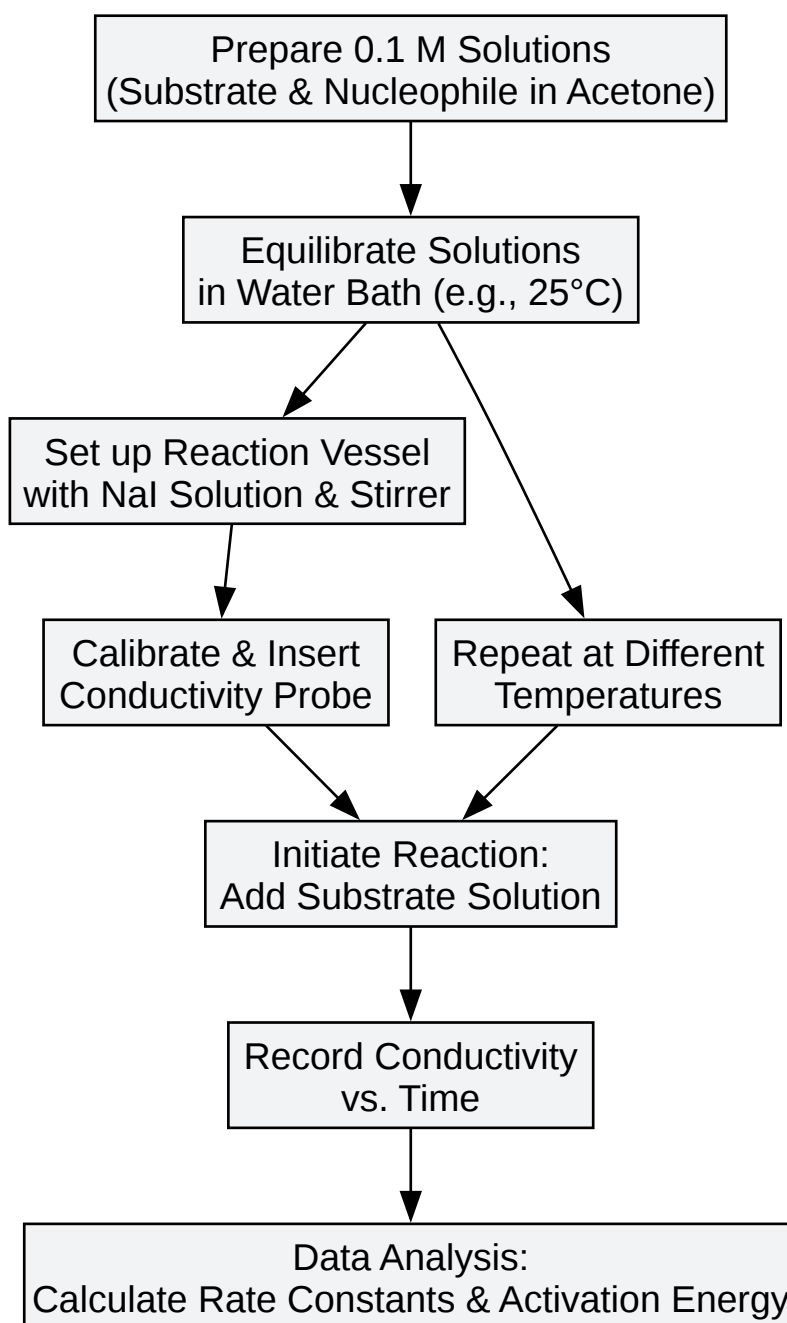 Prepare 0.1 M Solutions
(Substrate & Nucleophile in Acetone)
Equilibrate Solutions
in Water Bath (e.g., 25°C)
Set up Reaction Vessel
with NaI Solution & Stirrer
Calibrate & Insert
Conductivity Probe
Repeat at Different
Temperatures
Initiate Reaction:
Add Substrate Solution
Record Conductivity
vs. Time
Data Analysis:
Calculate Rate Constants & Activation Energy